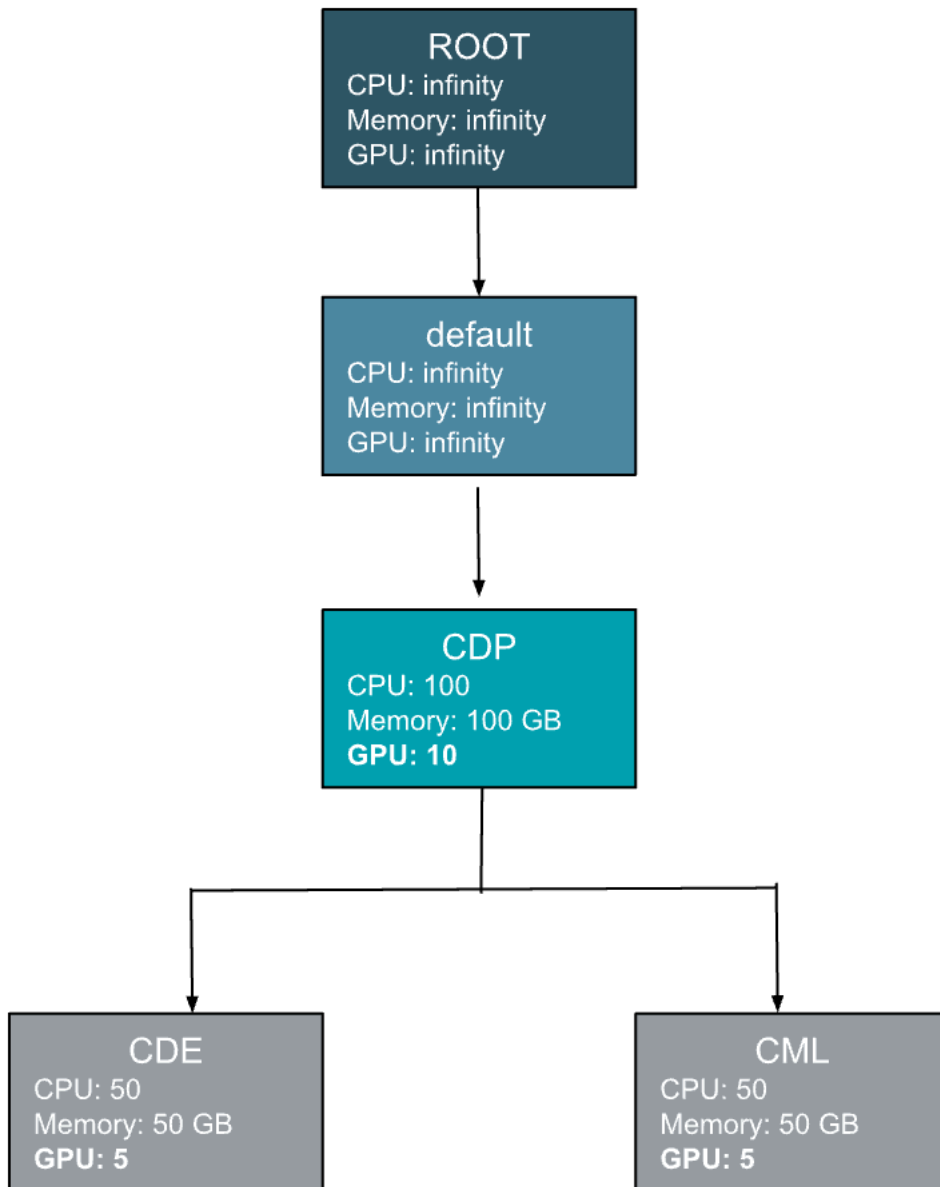 ROOT
CPU: infinity
Memory: infinity
GPU: infinity
default
CPU: infinity
Memory: infinity
GPU: infinity
CDP
CPU: 100
Memory: 100 GB
GPU: 10
CDE
CPU: 50
Memory: 50 GB
GPU: 5
CML
CPU: 50
Memory: 50 GB
GPU: 5